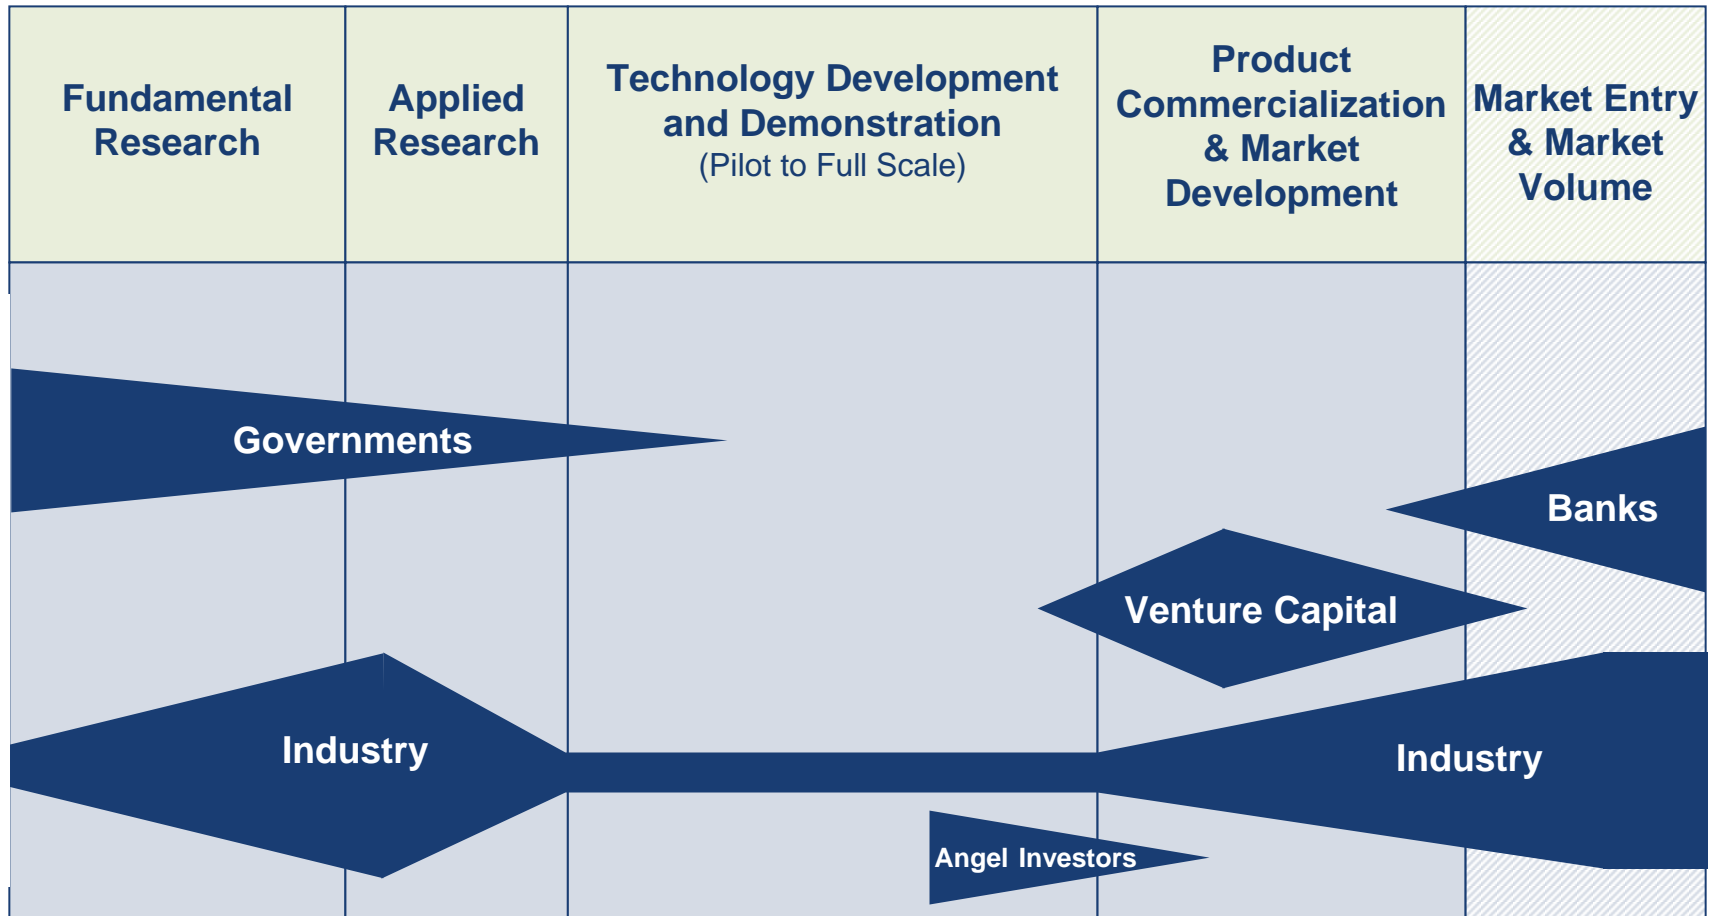 Fundamental
Research
Applied
Research
Technology Development
and Demonstration
(Pilot to Full Scale)
Product
Commercialization
& Market
Development
Market Entry
& Market
Volume
Governments
Banks
Venture Capital
Industry
Industry
Angel Investors